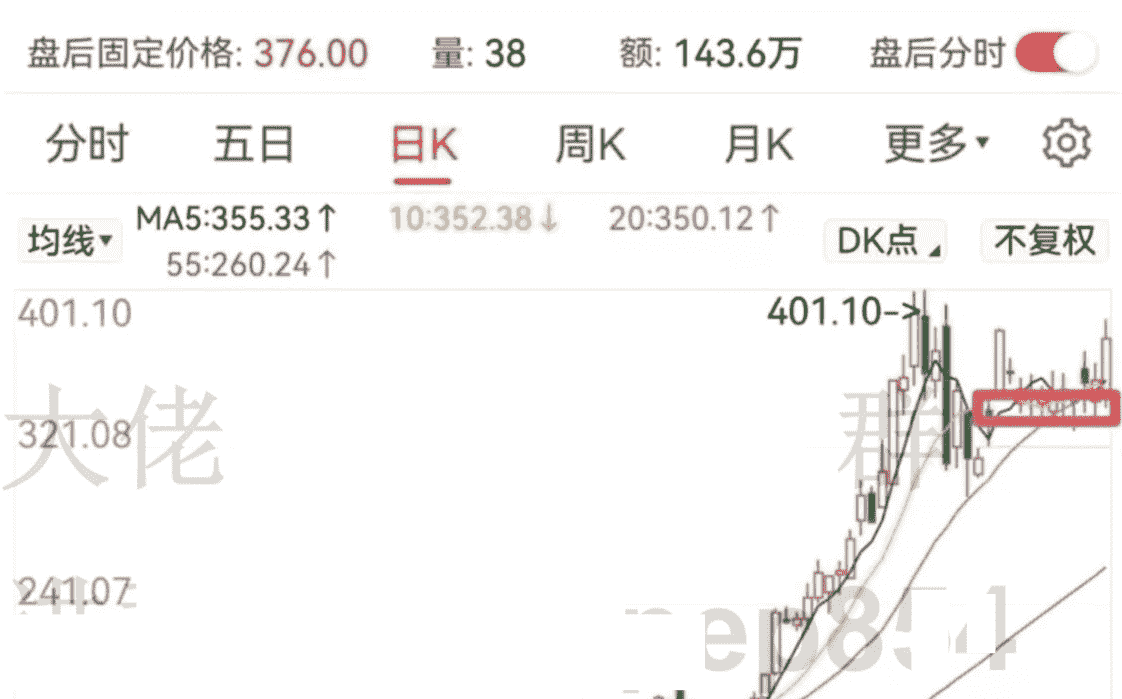 盘后固定价格: 376.00 量: 38 额: 143.6万 盘后分时
分时 五日 日K 周K 月K 更多▾
均线▾ MA5:355.33↑ 10:352.38↓ 20:350.12↑ DK点 不复权
55:260.24↑
401.10 401.10->
大佬 群
321.08
241.07